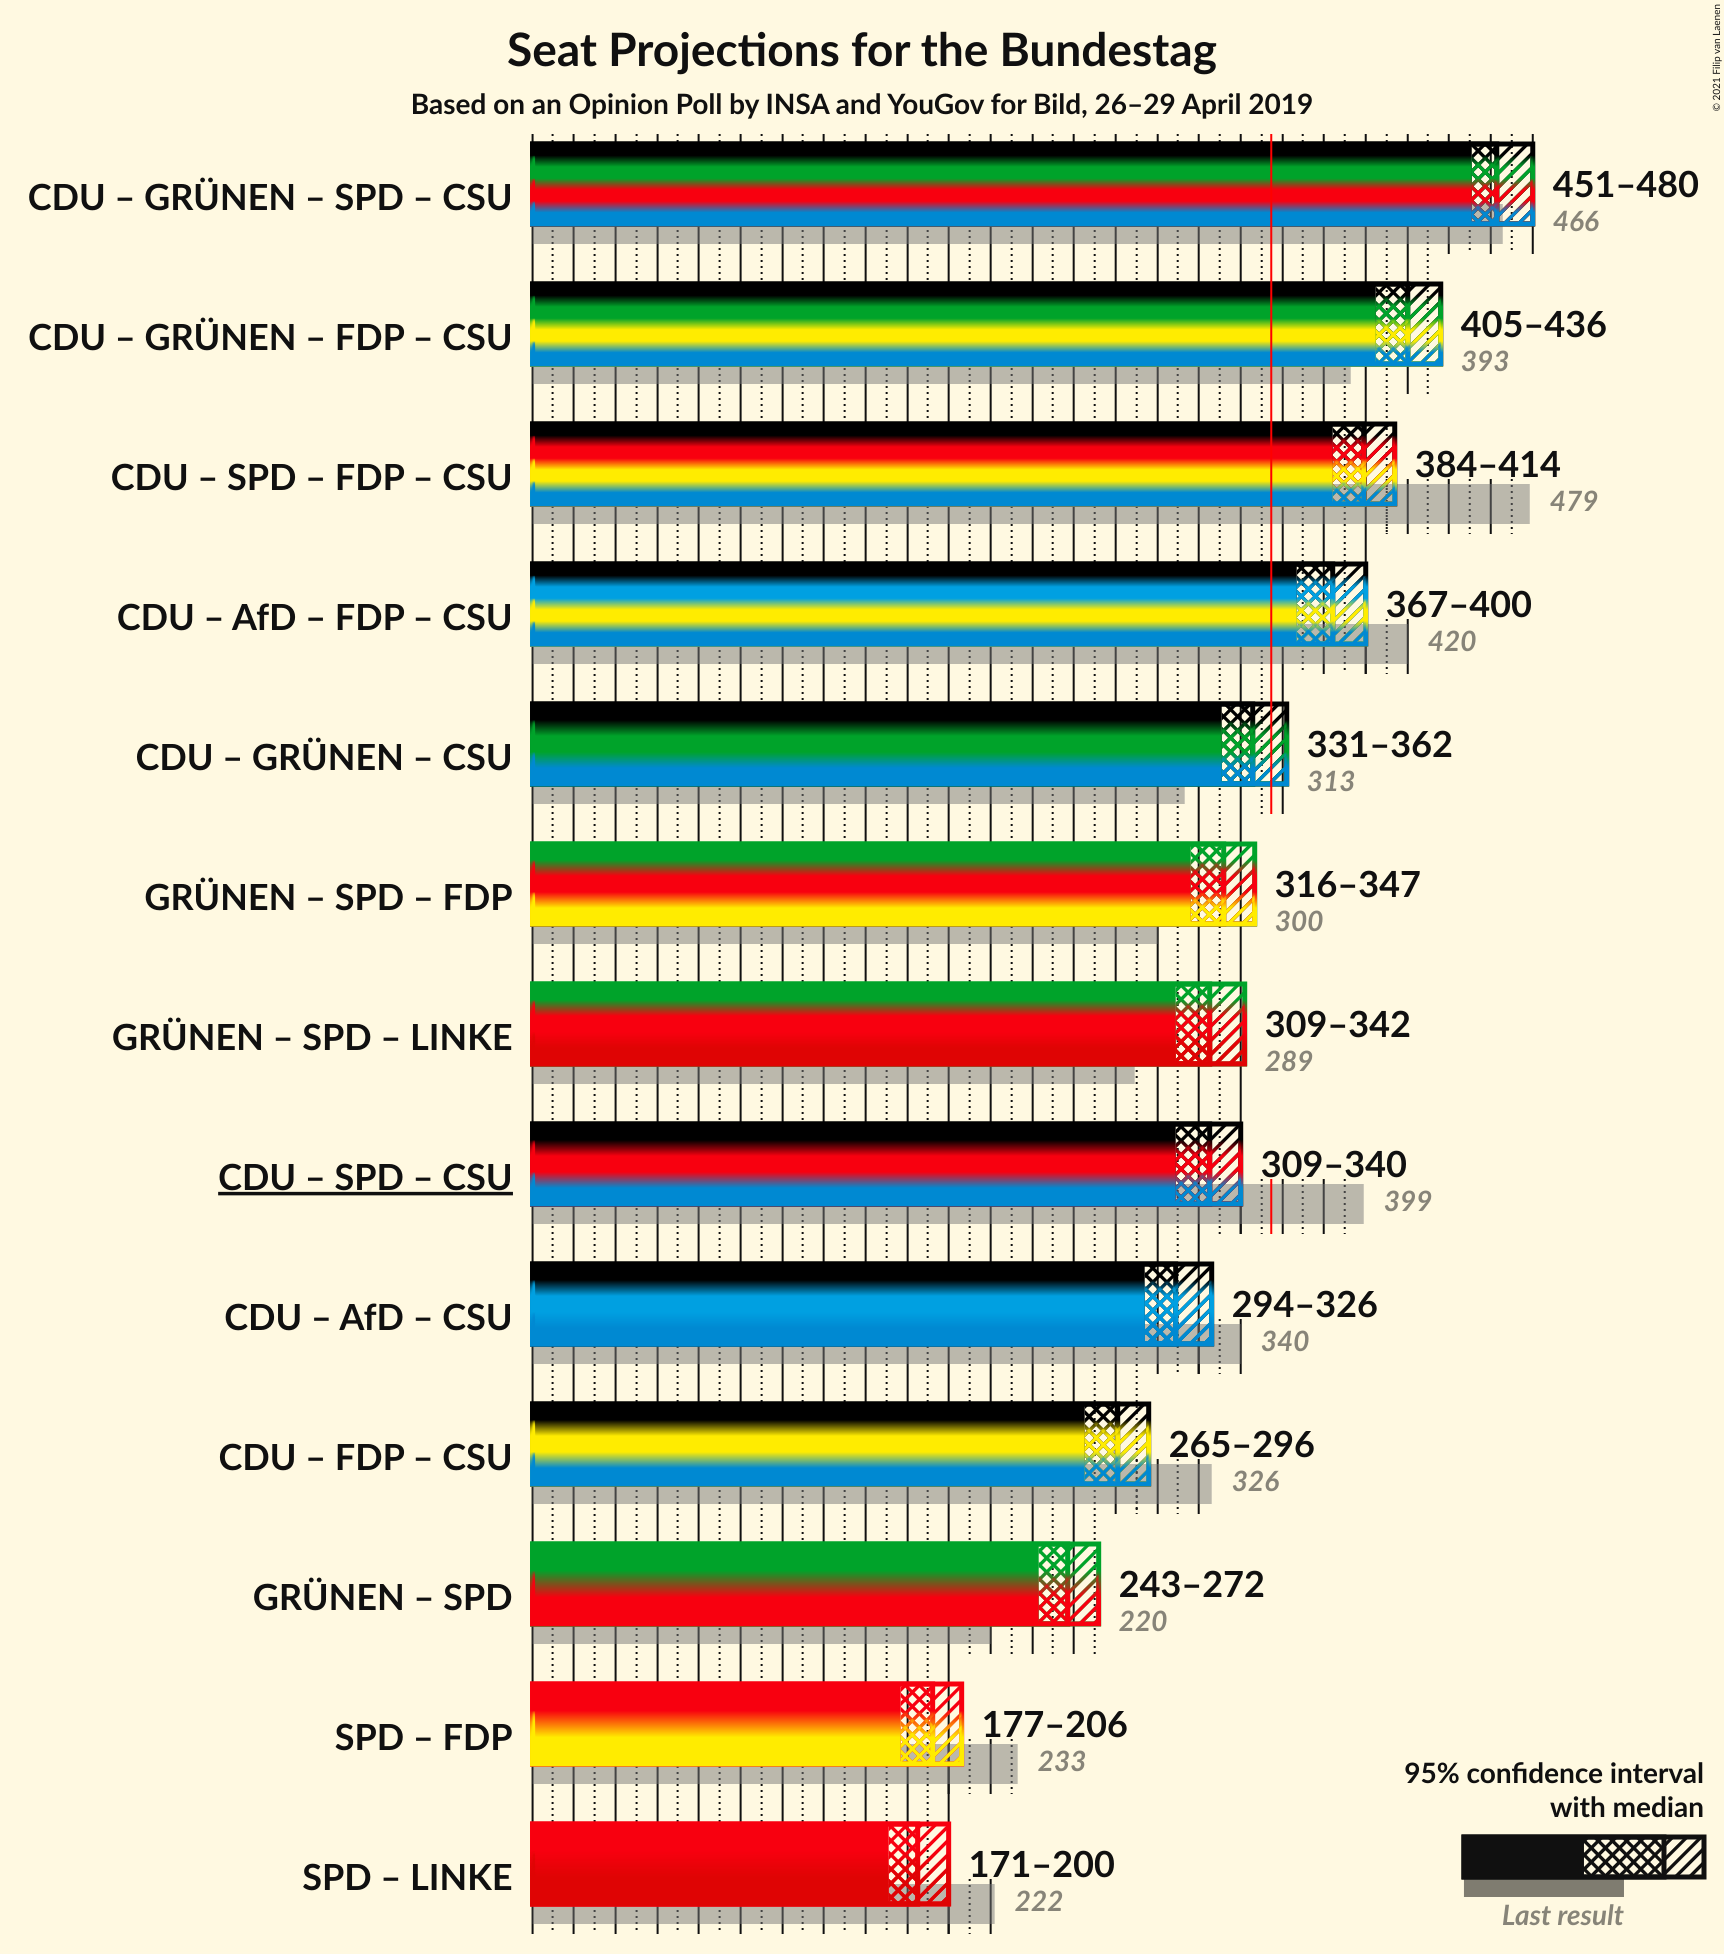 Seat Projections for the Bundestag
Based on an Opinion Poll by INSA and YouGov for Bild, 26–29 April 2019
© 2021 Filip van Laenen
CDU – GRÜNEN – SPD – CSU
451–480
466
CDU – GRÜNEN – FDP – CSU
405–436
393
CDU – SPD – FDP – CSU
384–414
479
CDU – AfD – FDP – CSU
367–400
420
CDU – GRÜNEN – CSU
331–362
313
GRÜNEN – SPD – FDP
316–347
300
GRÜNEN – SPD – LINKE
309–342
289
CDU – SPD – CSU
309–340
399
CDU – AfD – CSU
294–326
340
CDU – FDP – CSU
265–296
326
GRÜNEN – SPD
243–272
220
SPD – FDP
177–206
233
SPD – LINKE
171–200
222
95% confidence interval
with median
Last result